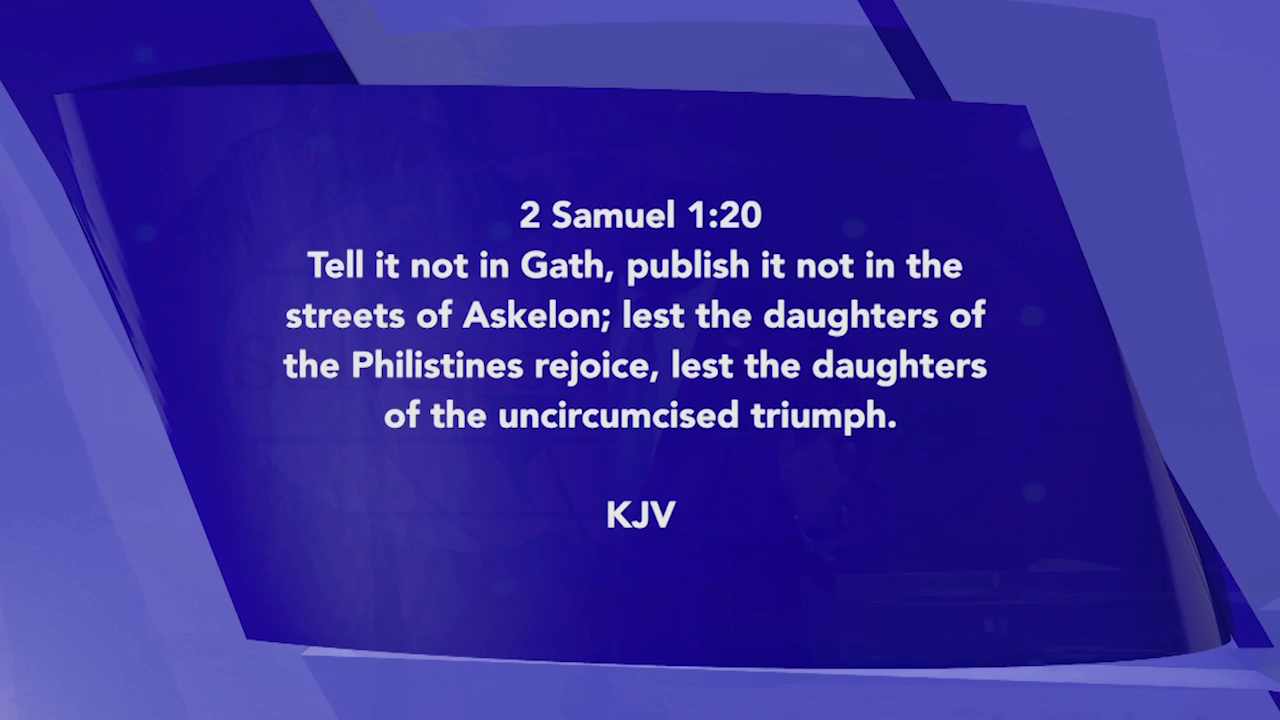 2 Samuel 1:20
Tell it not in Gath, publish it not in the
streets of Askelon; lest the daughters of
the Philistines rejoice, lest the daughters
of the uncircumcised triumph.
KJV